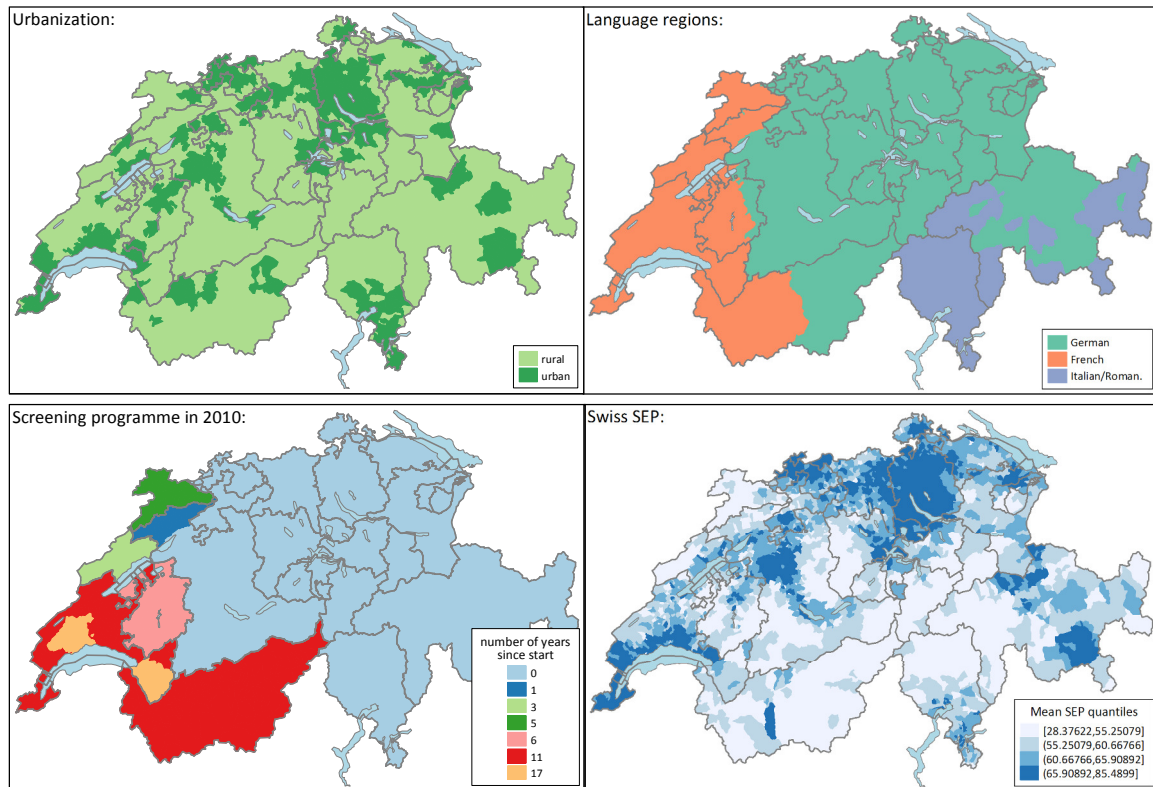 Urbanization:
rural
urban
Language regions:
German
French
Italian/Roman.
Screening programme in 2010:
number of years
since start
0
1
3
5
6
11
17
Swiss SEP:
Mean SEP quantiles
[28.37622,55.25079]
(55.25079,60.66766]
(60.66766,65.90892]
(65.90892,85.4899]